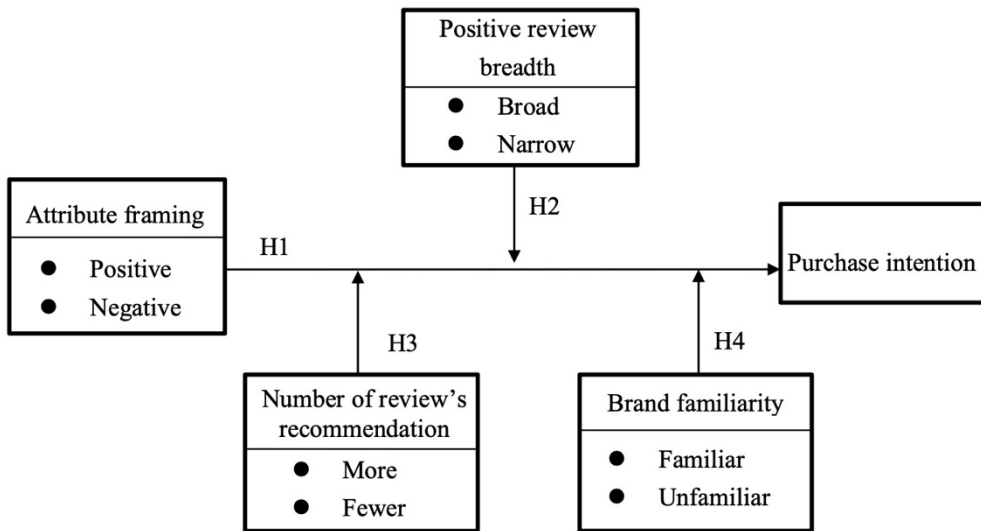 Positive review
breadth
● Broad
● Narrow
H2
Attribute framing
● Positive
● Negative
H1
Purchase intention
H3
H4
Number of review’s
recommendation
● More
● Fewer
Brand familiarity
● Familiar
● Unfamiliar